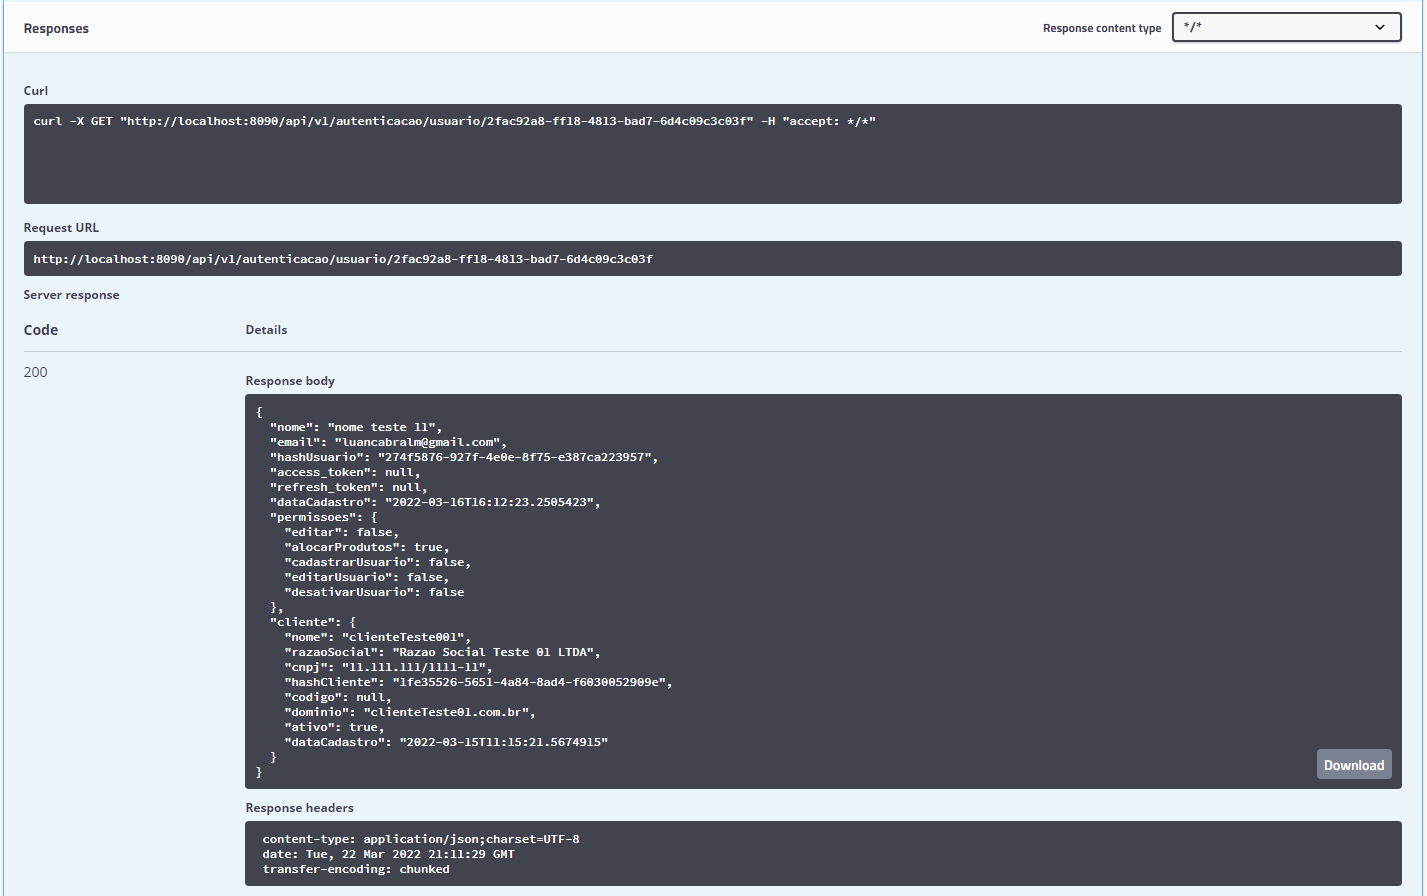 Responses
Response content type */*
Curl
curl -X GET "http://localhost:8090/api/v1/autenticacao/usuario/2fac92a8-ff18-4813-bad7-6d4c09c3c03f" -H "accept: */*"
Request URL
http://localhost:8090/api/v1/autenticacao/usuario/2fac92a8-ff18-4813-bad7-6d4c09c3c03f
Server response
Code Details
200
Response body
{
  "nome": "nome teste 11",
  "email": "luancabralm@gmail.com",
  "hashUsuario": "274f5876-927f-4e0e-8f75-e387ca223957",
  "access_token": null,
  "refresh_token": null,
  "dataCadastro": "2022-03-16T16:12:23.2505423",
  "permissoes": {
    "editar": false,
    "alocarProdutos": true,
    "cadastrarUsuario": false,
    "editarUsuario": false,
    "desativarUsuario": false
  },
  "cliente": {
    "nome": "clienteTeste001",
    "razaoSocial": "Razao Social Teste 01 LTDA",
    "cnpj": "11.111.111/1111-11",
    "hashCliente": "1fe35526-5651-4a84-8ad4-f6030052909e",
    "codigo": null,
    "dominio": "clienteTeste01.com.br",
    "ativo": true,
    "dataCadastro": "2022-03-15T11:15:21.5674915"
  }
}
Download
Response headers
content-type: application/json;charset=UTF-8
date: Tue, 22 Mar 2022 21:11:29 GMT
transfer-encoding: chunked